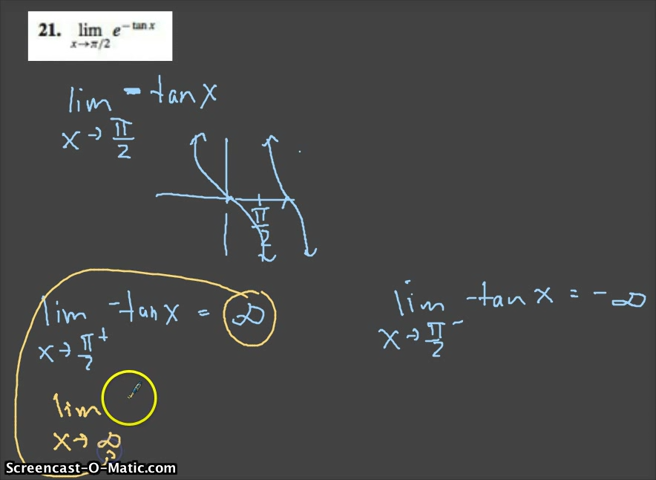 21. lim e^{-tan x}
x→π/2
lim -tan x
x → π/2
π/2
lim -tan x = ∞
x → π/2⁺
lim -tan x = -∞
x → π/2⁻
lim
x → ∞
Screencast-O-Matic.com